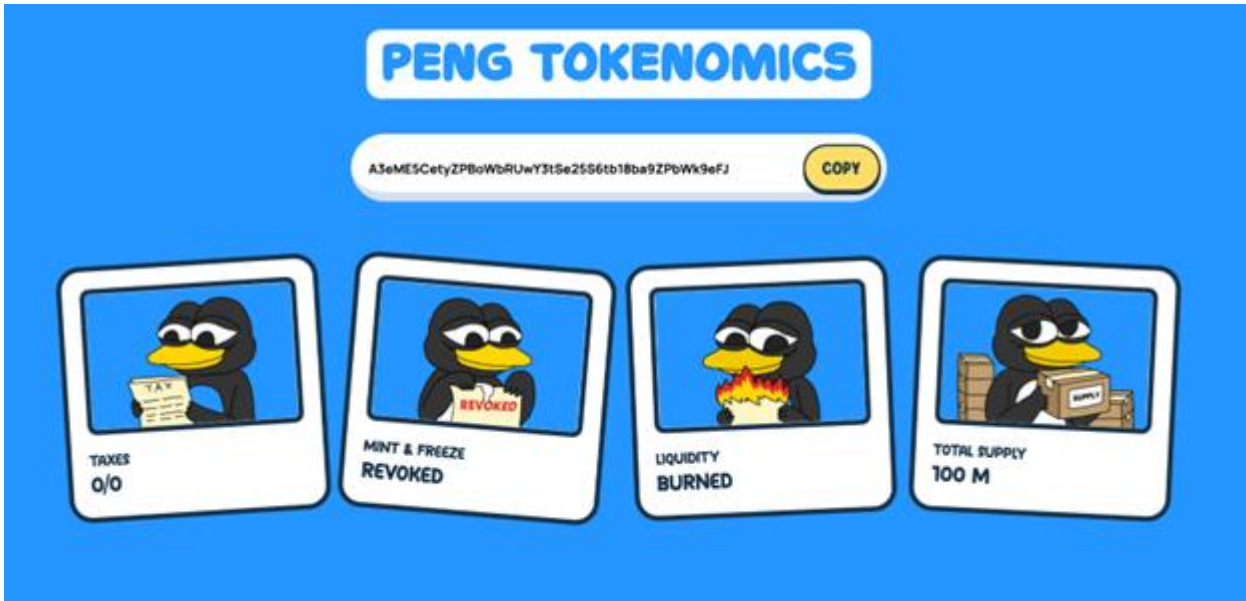 PENG TOKENOMICS
A3eME5CetyZPBoWbRUwY3tSe25S6tb18ba9ZPbWk9eFJ
COPY
TAX
REVOKED
SUPPLY
TAXES
0/0
MINT & FREEZE
REVOKED
LIQUIDITY
BURNED
TOTAL SUPPLY
100 M